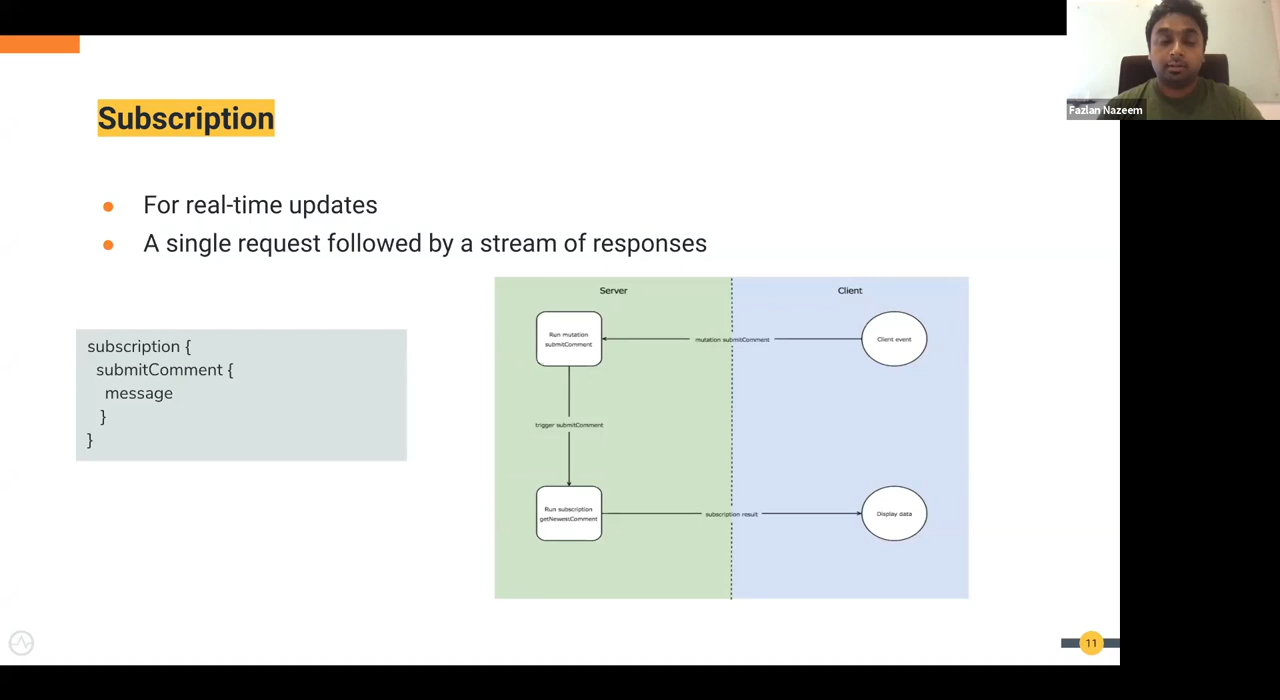 Fazlan Nazeem
Subscription
For real-time updates
A single request followed by a stream of responses
subscription {
submitComment {
message
}
}
Server
Client
Run mutation
submitComment
mutation submitComment
Client event
trigger submitComment
Run subscription
getNewestComment
subscription result
Display data
11